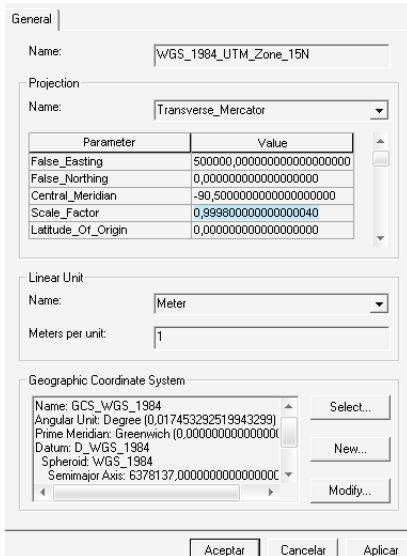 General
Name: WGS_1984_UTM_Zone_15N
Projection
Name: Transverse_Mercator
Parameter Value
False_Easting 500000,000000000000000000
False_Northing 0,000000000000000000
Central_Meridian -90,500000000000000000
Scale_Factor 0,999800000000000040
Latitude_Of_Origin 0,000000000000000000
Linear Unit
Name: Meter
Meters per unit: 1
Geographic Coordinate System
Name: GCS_WGS_1984
Angular Unit: Degree (0,017453292519943299)
Prime Meridian: Greenwich (0,000000000000000
Datum: D_WGS_1984
Spheroid: WGS_1984
Semimajor Axis: 6378137,000000000000000
Select...
New...
Modify...
Aceptar Cancelar Aplicar